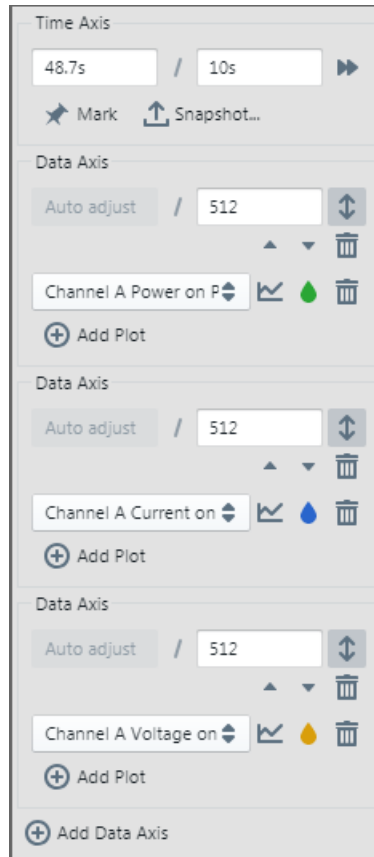 Time Axis
48.7s / 10s
Mark Snapshot...
Data Axis
Auto adjust / 512
Channel A Power on P
Add Plot
Data Axis
Auto adjust / 512
Channel A Current on
Add Plot
Data Axis
Auto adjust / 512
Channel A Voltage on
Add Plot
Add Data Axis